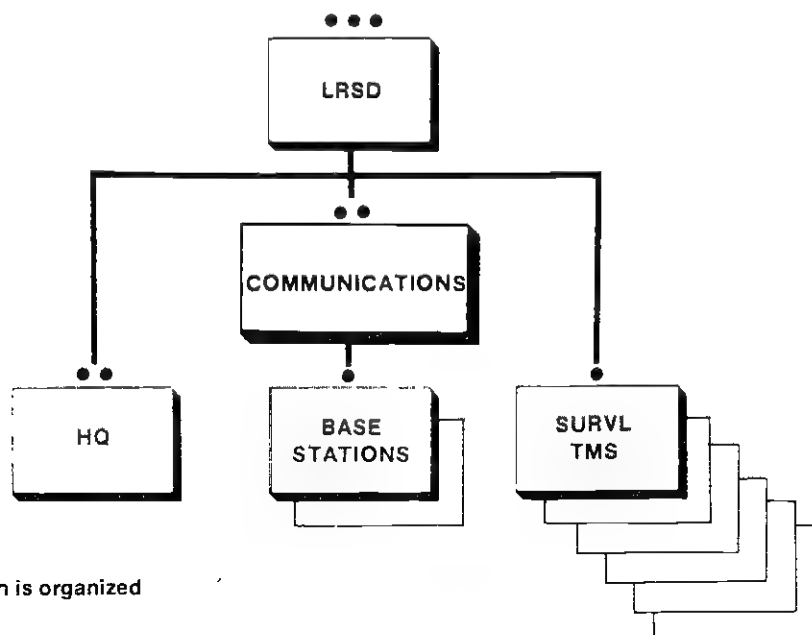 LRSD
COMMUNICATIONS
HQ
BASE
STATIONS
SURVL
TMS
is organized